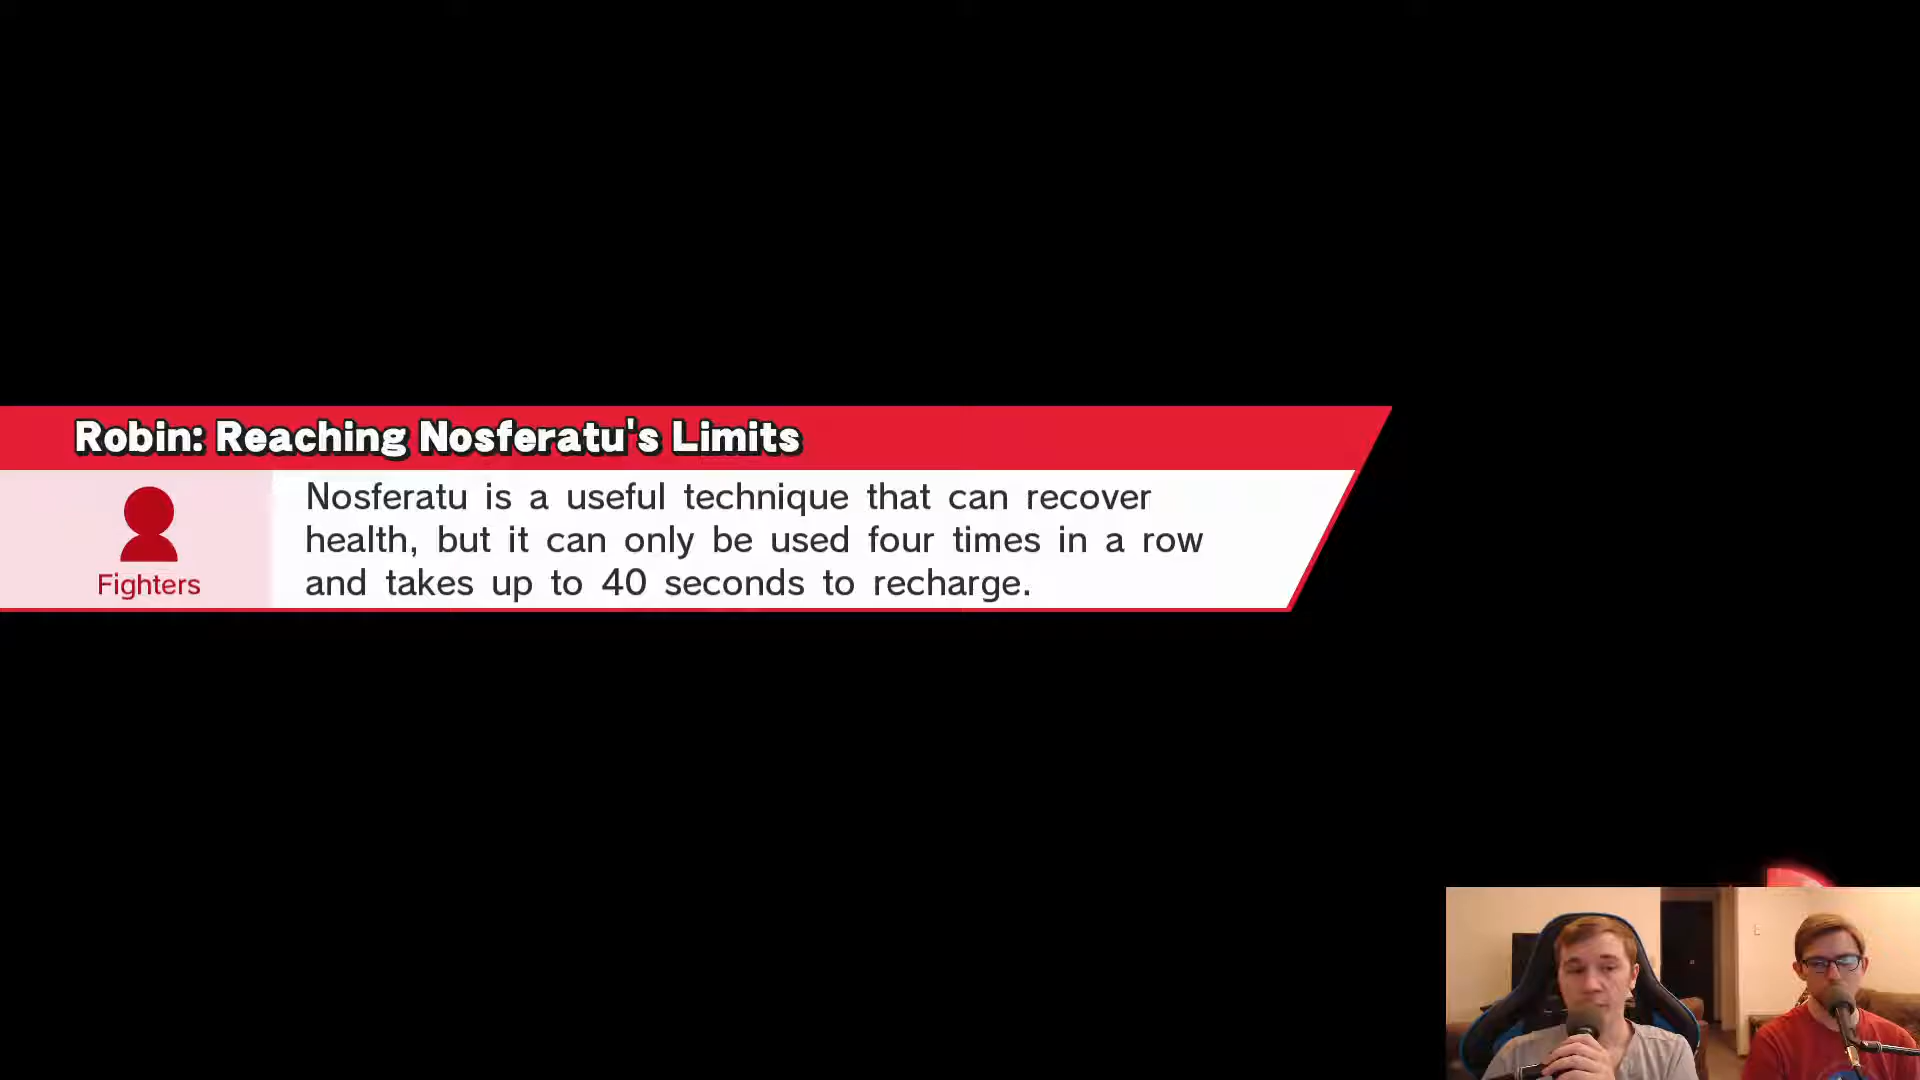 Robin: Reaching Nosferatu's Limits
Nosferatu is a useful technique that can recover
health, but it can only be used four times in a row
and takes up to 40 seconds to recharge.
Fighters